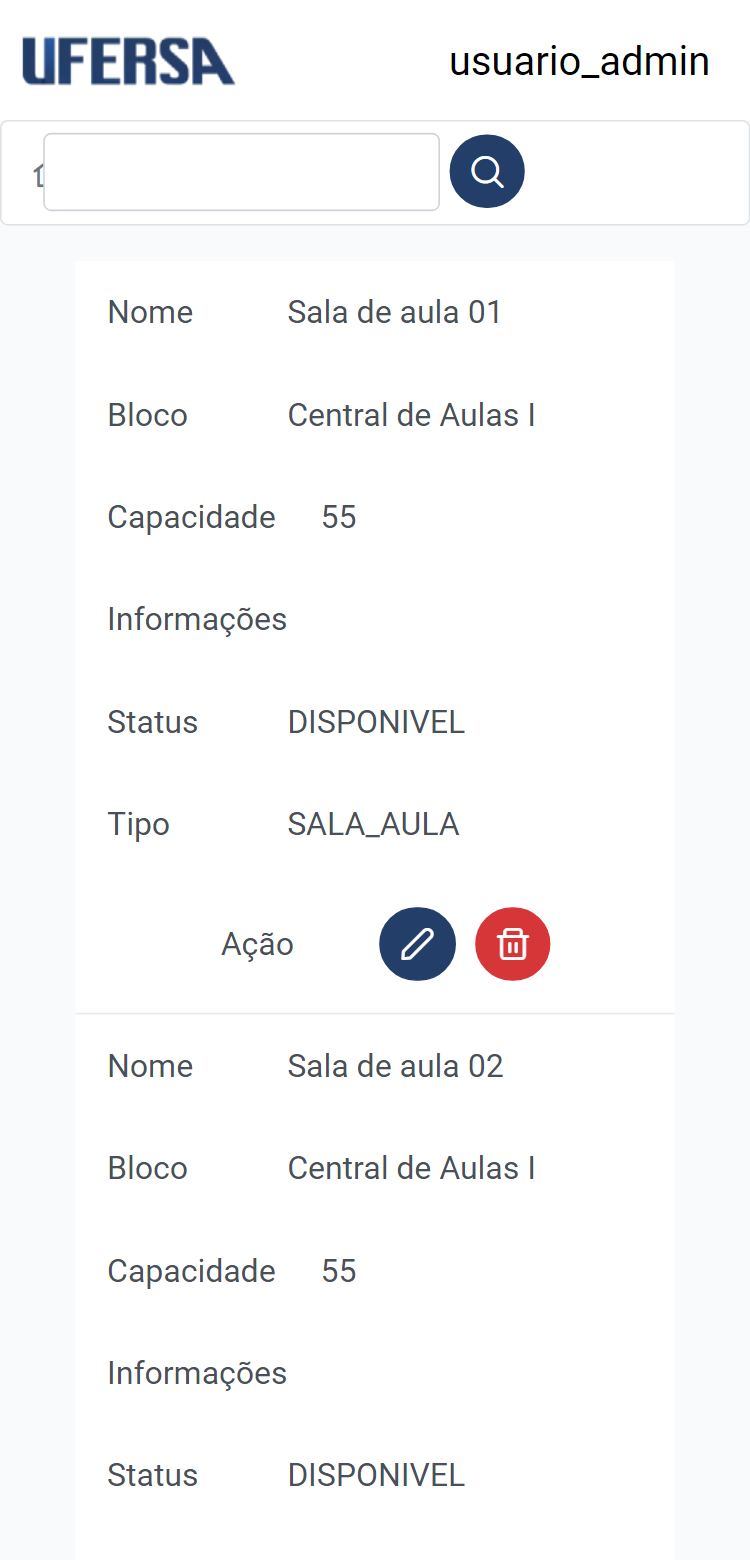 UFERSA usuario_admin
Nome Sala de aula 01
Bloco Central de Aulas I
Capacidade 55
Informações
Status DISPONIVEL
Tipo SALA_AULA
Ação
Nome Sala de aula 02
Bloco Central de Aulas I
Capacidade 55
Informações
Status DISPONIVEL